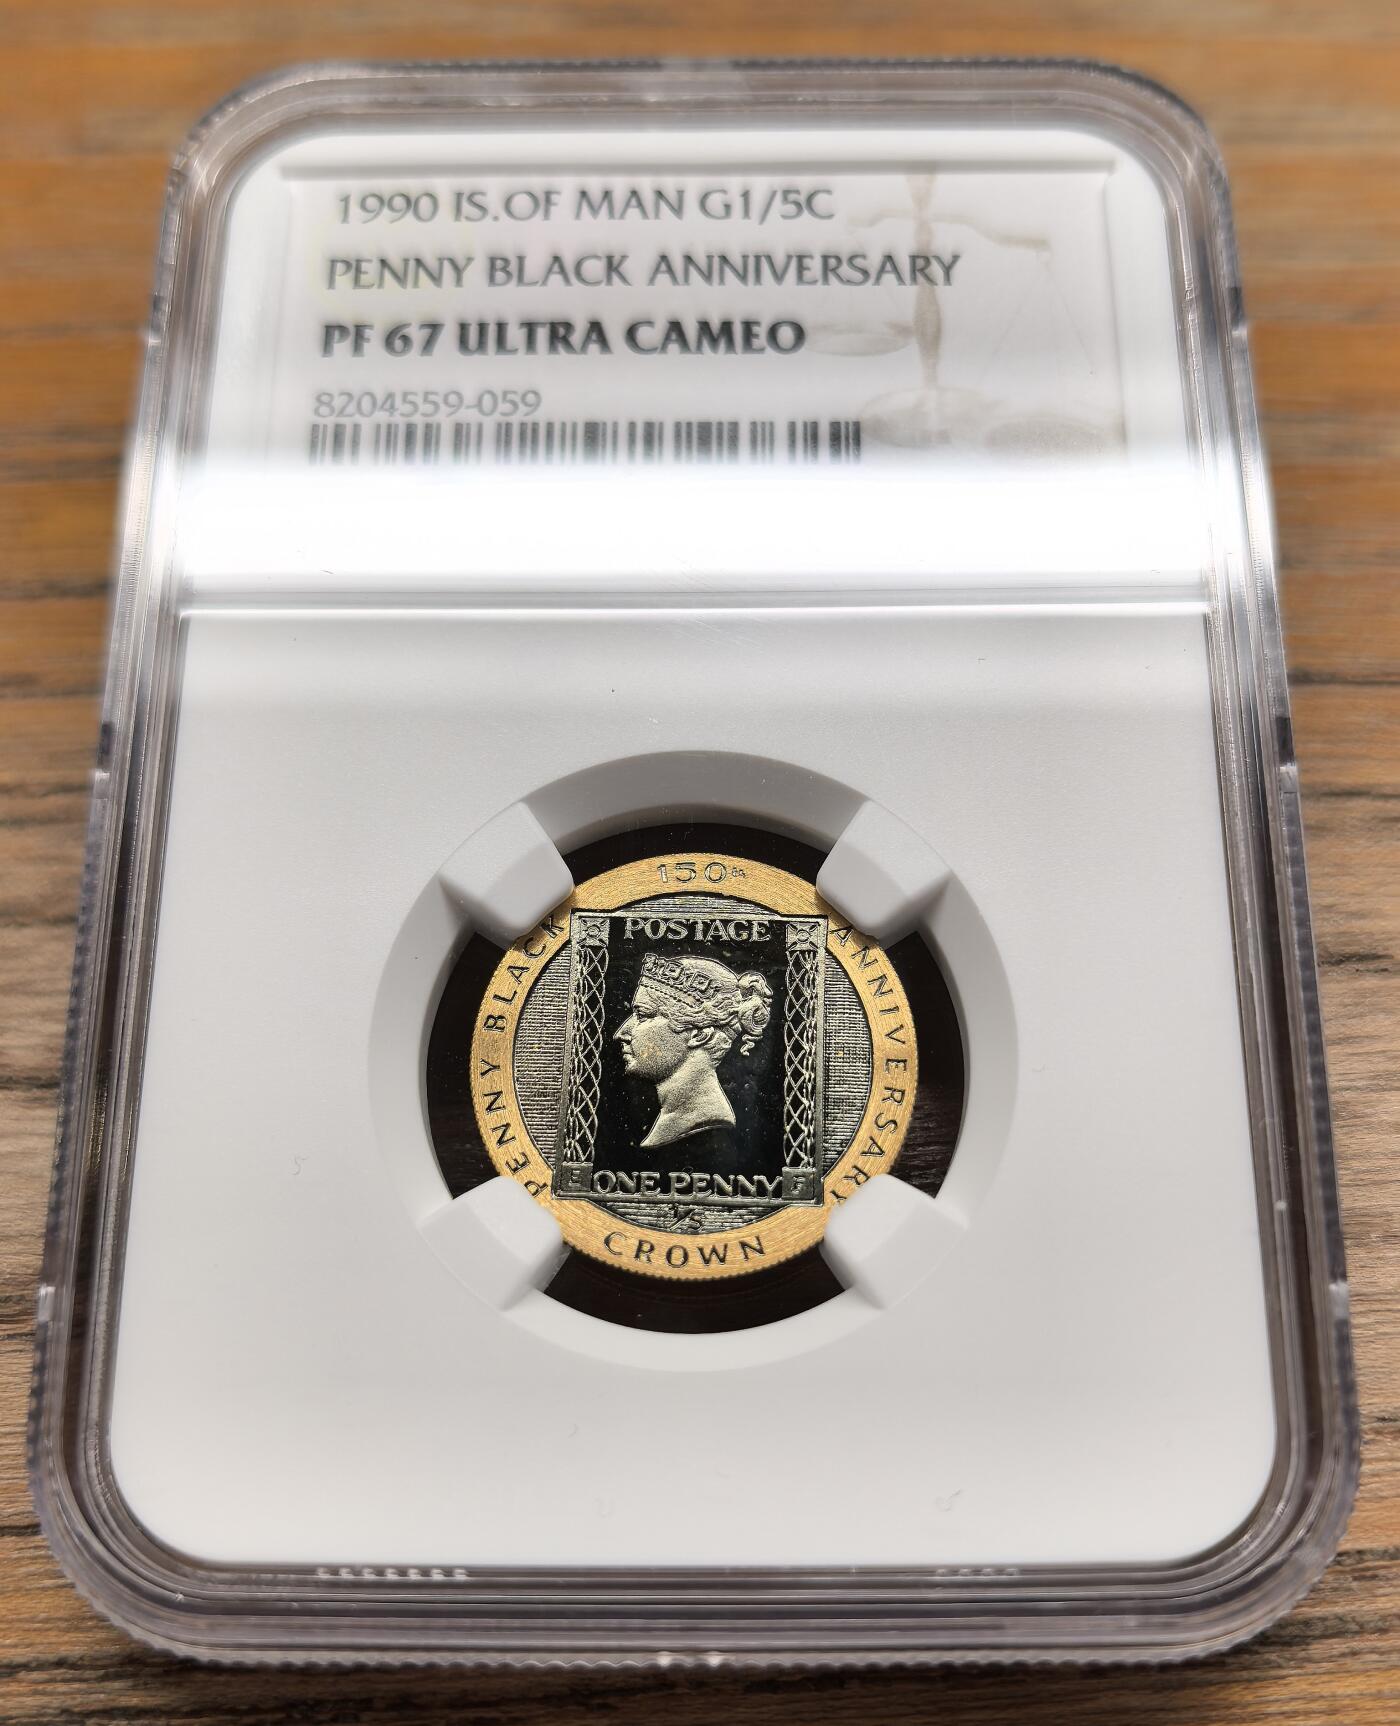 1990 IS.OF MAN G1/5C
PENNY BLACK ANNIVERSARY
PF 67 ULTRA CAMEO
8204559-059
150th
PENNY BLACK
ANNIVERSARY
POSTAGE
ONE PENNY
1/5
CROWN